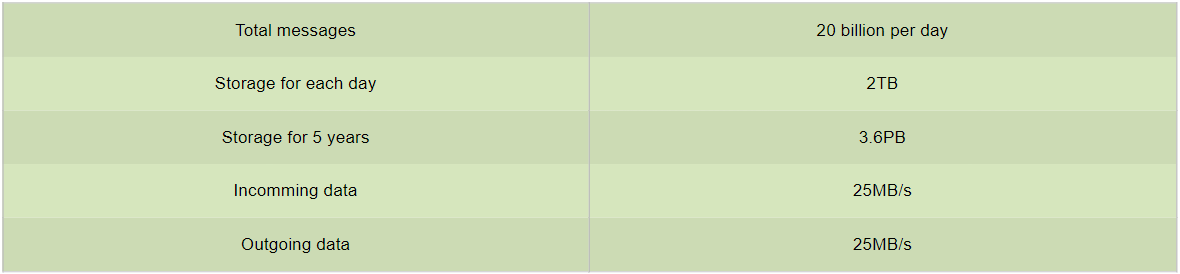 Total messages 20 billion per day
Storage for each day 2TB
Storage for 5 years 3.6PB
Incomming data 25MB/s
Outgoing data 25MB/s